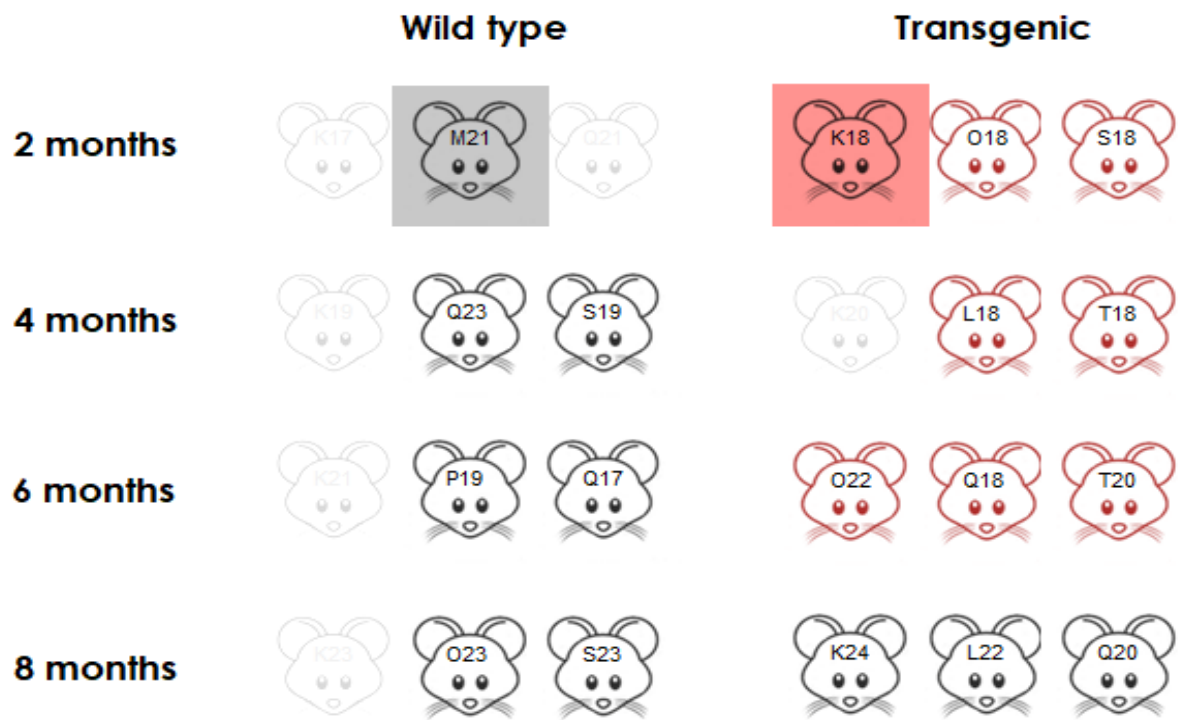 Wild type Transgenic
2 months K17 M21 Q21 K18 O18 S18
4 months K19 Q23 S19 K20 L18 T18
6 months K21 P19 Q17 O22 Q18 T20
8 months K23 O23 S23 K24 L22 Q20